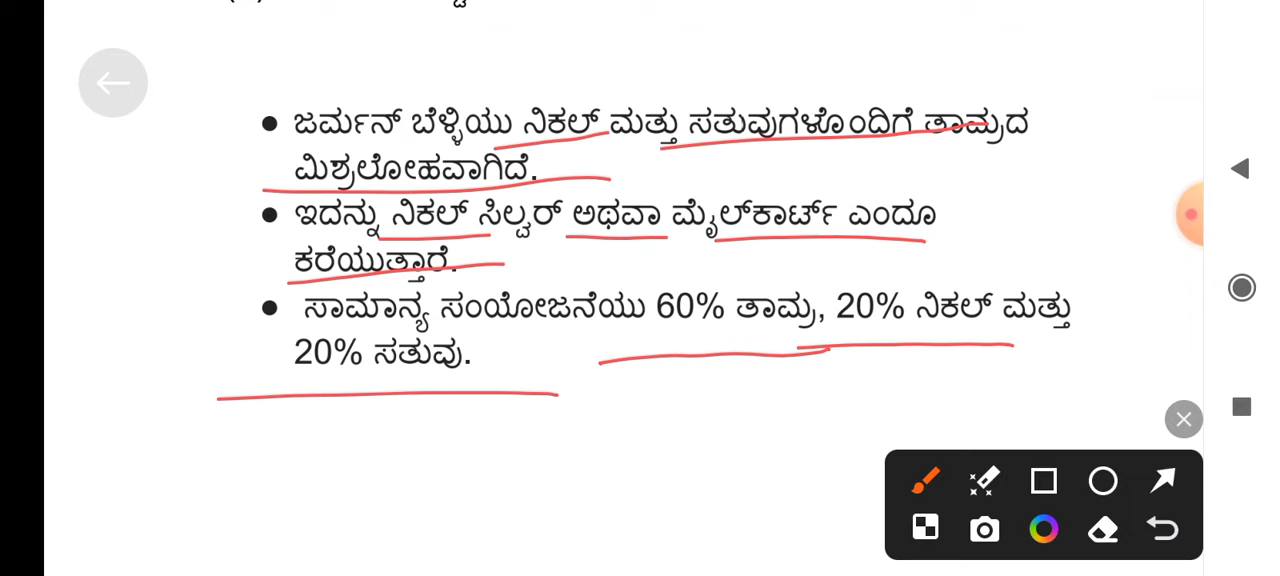 ● ಜರ್ಮನ್ ಬೆಳ್ಳಿಯು ನಿಕಲ್ ಮತ್ತು ಸತುವುಗಳೊಂದಿಗೆ ತಾಮ್ರದ
ಮಿಶ್ರಲೋಹವಾಗಿದೆ.
● ಇದನ್ನು ನಿಕಲ್ ಸಿಲ್ವರ್ ಅಥವಾ ಮೈಲ್‌ಕಾರ್ಟ್ ಎಂದೂ
ಕರೆಯುತ್ತಾರೆ.
● ಸಾಮಾನ್ಯ ಸಂಯೋಜನೆಯು 60% ತಾಮ್ರ, 20% ನಿಕಲ್ ಮತ್ತು
20% ಸತುವು.